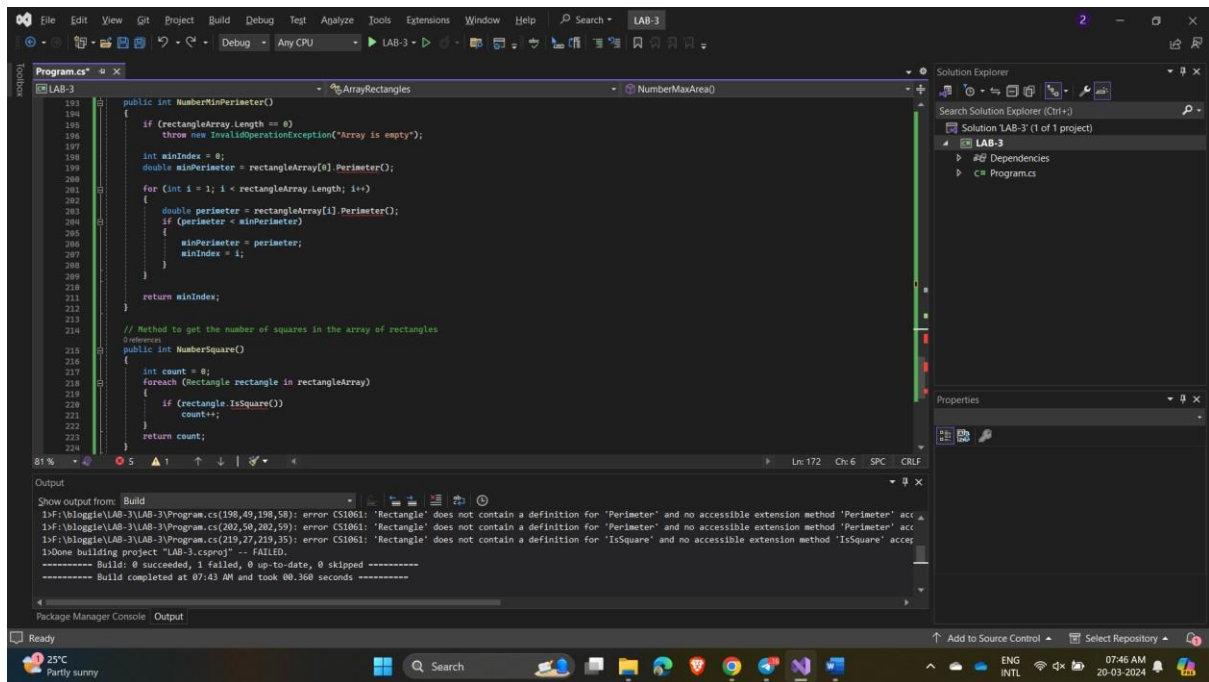 File Edit View Git Project Build Debug Test Analyze Tools Extensions Window Help Search LAB-3 2
Debug Any CPU LAB-3
Toolbox
Program.cs*
LAB-3 ArrayRectangles NumberMaxArea()
193 public int NumberMinPerimeter()
194 {
195 if (rectangleArray.Length == 0)
196 throw new InvalidOperationException("Array is empty");
197
198 int minIndex = 0;
199 double minPerimeter = rectangleArray[0].Perimeter();
200
201 for (int i = 1; i < rectangleArray.Length; i++)
202 {
203 double perimeter = rectangleArray[i].Perimeter();
204 if (perimeter < minPerimeter)
205 {
206 minPerimeter = perimeter;
207 minIndex = i;
208 }
209 }
210
211 return minIndex;
212 }
213
214 // Method to get the number of squares in the array of rectangles
0 references
215 public int NumberSquare()
216 {
217 int count = 0;
218 foreach (Rectangle rectangle in rectangleArray)
219 {
220 if (rectangle.IsSquare())
221 count++;
222 }
223 return count;
224 }
81 % 5 1 Ln: 172 Ch: 6 SPC CRLF
Output
Show output from: Build
1>F:\bloggie\LAB-3\LAB-3\Program.cs(198,49,198,58): error CS1061: 'Rectangle' does not contain a definition for 'Perimeter' and no accessible extension method 'Perimeter' acc
1>F:\bloggie\LAB-3\LAB-3\Program.cs(202,50,202,59): error CS1061: 'Rectangle' does not contain a definition for 'Perimeter' and no accessible extension method 'Perimeter' acc
1>F:\bloggie\LAB-3\LAB-3\Program.cs(219,27,219,35): error CS1061: 'Rectangle' does not contain a definition for 'IsSquare' and no accessible extension method 'IsSquare' accep
1>Done building project "LAB-3.csproj" -- FAILED.
========== Build: 0 succeeded, 1 failed, 0 up-to-date, 0 skipped ==========
========== Build completed at 07:43 AM and took 00.360 seconds ==========
Package Manager Console Output
Solution Explorer
Search Solution Explorer (Ctrl+;)
Solution 'LAB-3' (1 of 1 project)
LAB-3
Dependencies
C# Program.cs
Properties
Ready Add to Source Control Select Repository
1 25°C
Partly sunny
Search
ENG
INTL
07:46 AM
20-03-2024